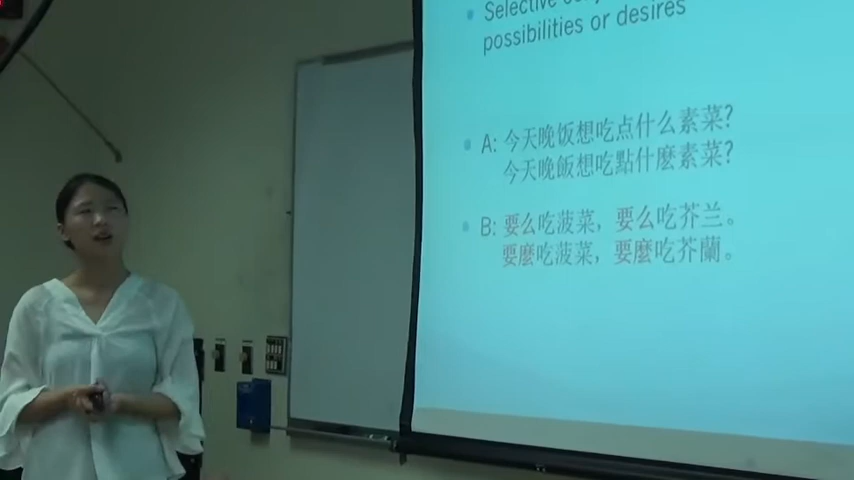 Selective
possibilities or desires
A: 今天晚饭想吃点什么素菜?
今天晚飯想吃點什麼素菜?
B: 要么吃菠菜,要么吃芥兰。
要麼吃菠菜,要麼吃芥蘭。